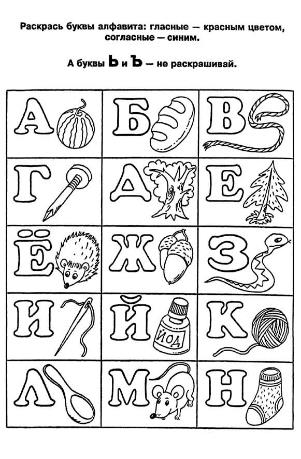 Раскрась буквы алфавита: гласные — красным цветом,
согласные — синим.
А буквы Ь и Ъ — не раскрашивай.
А Б В
Г Д Е
Ё Ж З
И Й К
ЙОД
Л М Н